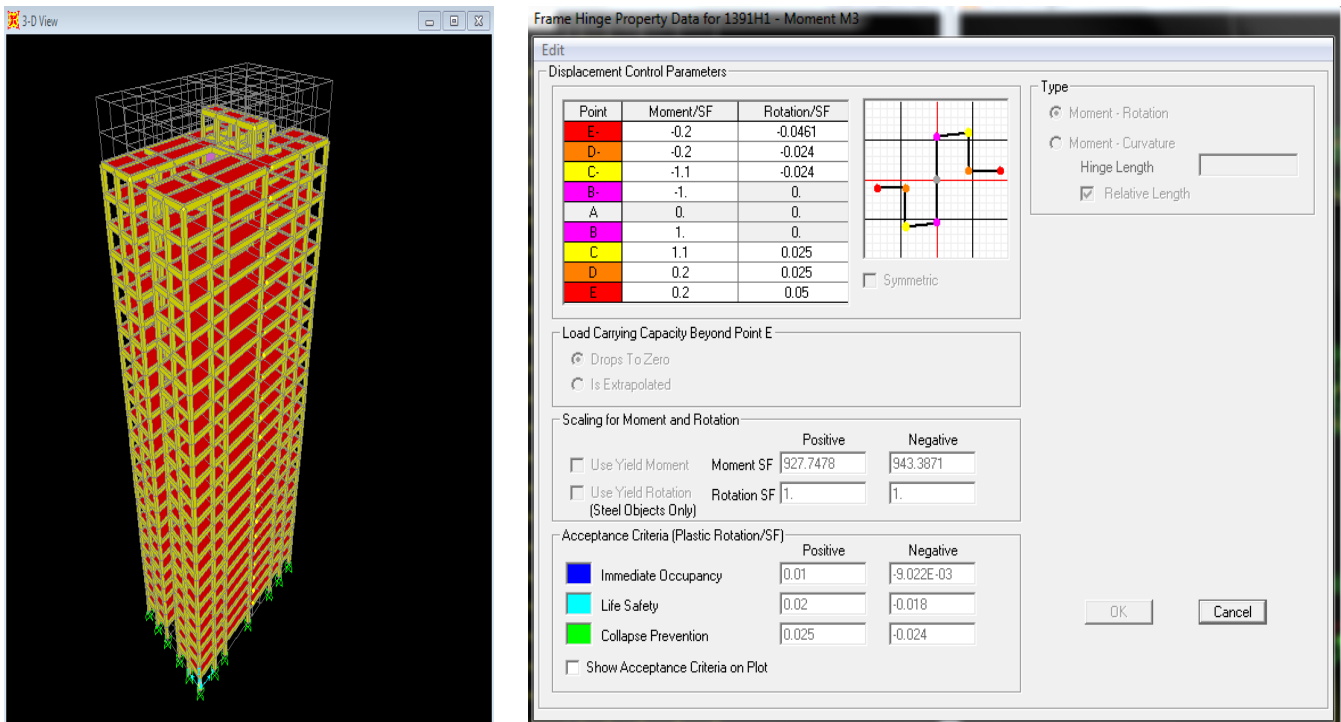 3-D View
Frame Hinge Property Data for 1391H1 - Moment M3
Edit
Displacement Control Parameters
Point Moment/SF Rotation/SF
E- -0.2 -0.0461
D- -0.2 -0.024
C- -1.1 -0.024
B- -1. 0.
A 0. 0.
B 1. 0.
C 1.1 0.025
D 0.2 0.025
E 0.2 0.05
Symmetric
Type
Moment - Rotation
Moment - Curvature
Hinge Length
Relative Length
Load Carrying Capacity Beyond Point E
Drops To Zero
Is Extrapolated
Scaling for Moment and Rotation
Positive Negative
Use Yield Moment Moment SF 927.7478 943.3871
Use Yield Rotation Rotation SF 1. 1.
(Steel Objects Only)
Acceptance Criteria (Plastic Rotation/SF)
Positive Negative
Immediate Occupancy 0.01 -9.022E-03
Life Safety 0.02 -0.018
Collapse Prevention 0.025 -0.024
Show Acceptance Criteria on Plot
OK Cancel